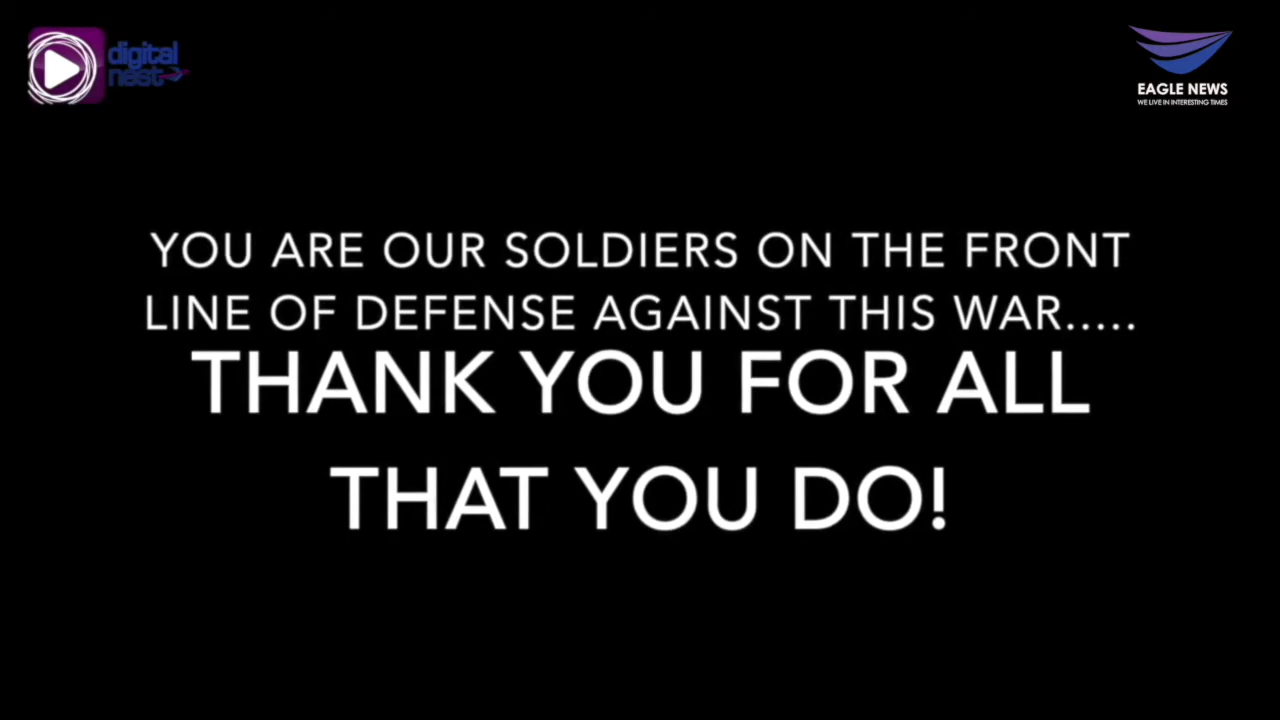 digital
nest
EAGLE NEWS
WE LIVE IN INTERESTING TIMES
YOU ARE OUR SOLDIERS ON THE FRONT
LINE OF DEFENSE AGAINST THIS WAR.....
THANK YOU FOR ALL
THAT YOU DO!